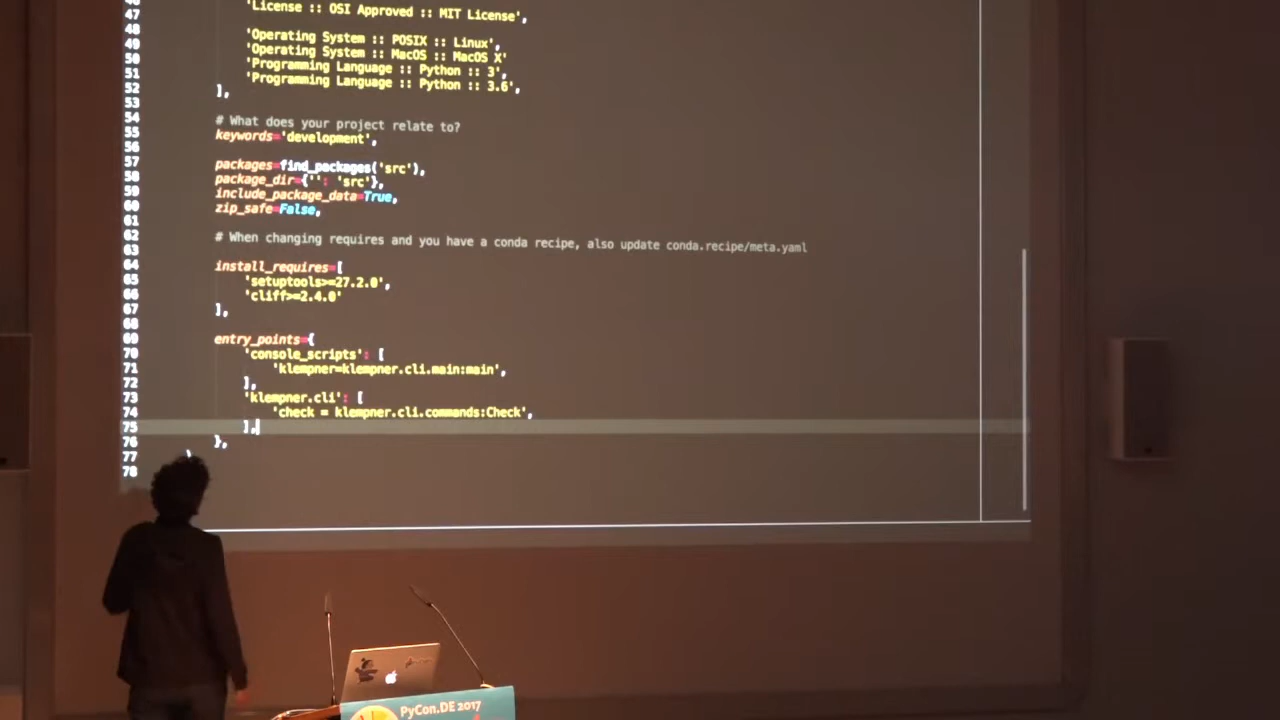 46
47 'License :: OSI Approved :: MIT License',
48
49 'Operating System :: POSIX :: Linux',
50 'Operating System :: MacOS :: MacOS X'
51 'Programming Language :: Python :: 3',
52 'Programming Language :: Python :: 3.6',
53 ],
54
55 # What does your project relate to?
56 keywords='development',
57
58 packages=find_packages('src'),
59 package_dir={'': 'src'},
60 include_package_data=True,
61 zip_safe=False,
62
63 # When changing requires and you have a conda recipe, also update conda.recipe/meta.yaml
64 install_requires=[
65 'setuptools>=27.2.0',
66 'cliff>=2.4.0'
67 ],
68
69 entry_points={
70 'console_scripts': [
71 'klempner=klempner.cli.main:main',
72 ],
73 'klempner.cli': [
74 'check = klempner.cli.commands:Check',
75 ],
76 },
77 )
78
PyCon.DE 2017